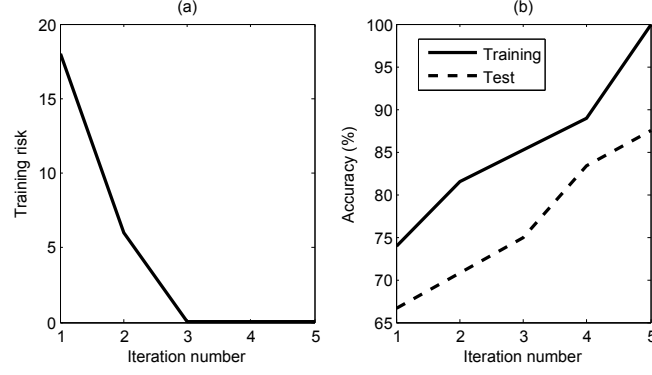 (a)
20
15
10
5
0
Training risk
1 2 3 4 5
Iteration number
(b)
100
95
90
85
80
75
70
65
Accuracy (%)
Training
Test
1 2 3 4 5
Iteration number